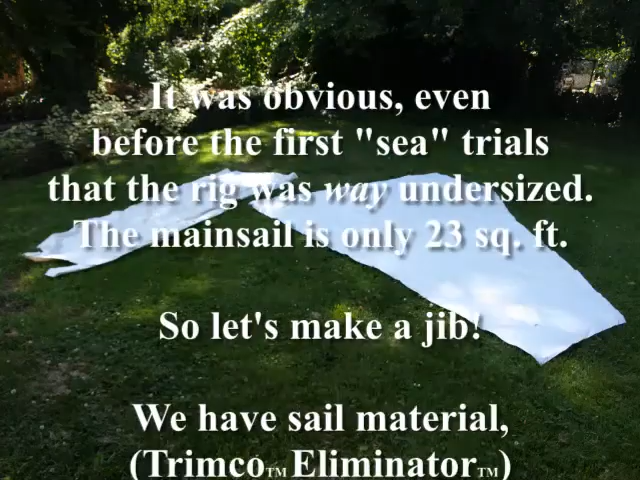 It was obvious, even
before the first "sea" trials
that the rig was way undersized.
The mainsail is only 23 sq. ft.
So let's make a jib!
We have sail material,
(Trimco™ Eliminator™)